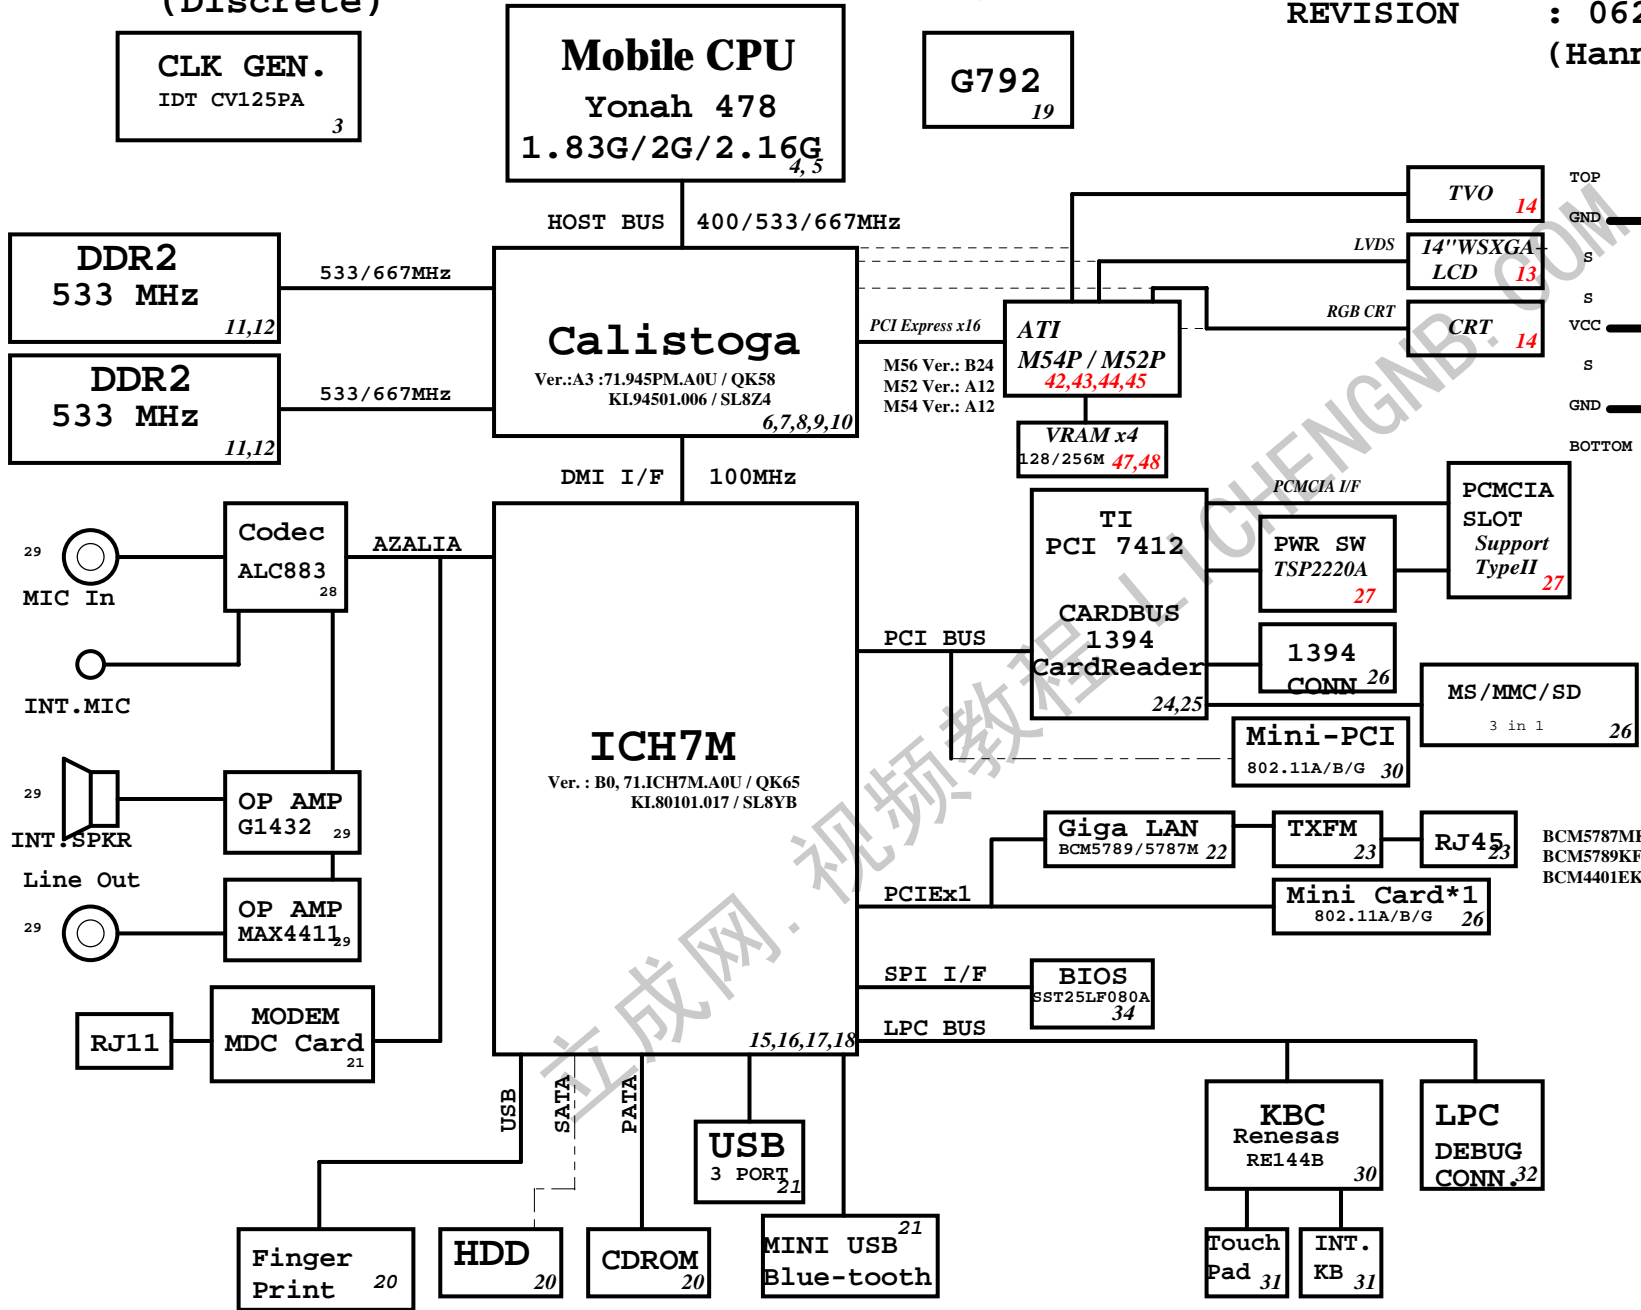 (Discrete)
REVISION : 062
(Hann
CLK GEN.
IDT CV125PA
3
Mobile CPU
Yonah 478
1.83G/2G/2.16G
4, 5
G792
19
HOST BUS 400/533/667MHz
DDR2
533 MHz
11,12
533/667MHz
DDR2
533 MHz
11,12
533/667MHz
Calistoga
Ver.:A3 :71.945PM.A0U / QK58
KI.94501.006 / SL8Z4
6,7,8,9,10
PCI Express x16
M56 Ver.: B24
M52 Ver.: A12
M54 Ver.: A12
ATI
M54P / M52P
42,43,44,45
VRAM x4
128/256M 47,48
TVO
14
LVDS
14"WSXGA+
LCD 13
RGB CRT
CRT
14
TOP
GND
S
S
VCC
S
GND
BOTTOM
DMI I/F 100MHz
29
MIC In
Codec
ALC883
28
AZALIA
INT.MIC
29
INT.SPKR
OP AMP
G1432 29
Line Out
29
OP AMP
MAX4411
29
RJ11
MODEM
MDC Card
21
ICH7M
Ver. : B0, 71.ICH7M.A0U / QK65
KI.80101.017 / SL8YB
15,16,17,18
PCI BUS
TI
PCI 7412
CARDBUS
1394
CardReader
24,25
PCMCIA I/F
PWR SW
TSP2220A
27
PCMCIA
SLOT
Support
TypeII
27
1394
CONN 26
MS/MMC/SD
3 in 1
26
Mini-PCI
802.11A/B/G 30
PCIEx1
Giga LAN
BCM5789/5787M 22
TXFM
23
RJ45
23
Mini Card*1
802.11A/B/G 26
SPI I/F
BIOS
SST25LF080A
34
LPC BUS
KBC
Renesas
RE144B
30
LPC
DEBUG
CONN.
32
Touch
Pad 31
INT.
KB 31
USB
SATA
PATA
Finger
Print 20
HDD
20
CDROM
20
USB
3 PORT
21
21
MINI USB
Blue-tooth
立成网.视频教程 LICHENGNB.COM